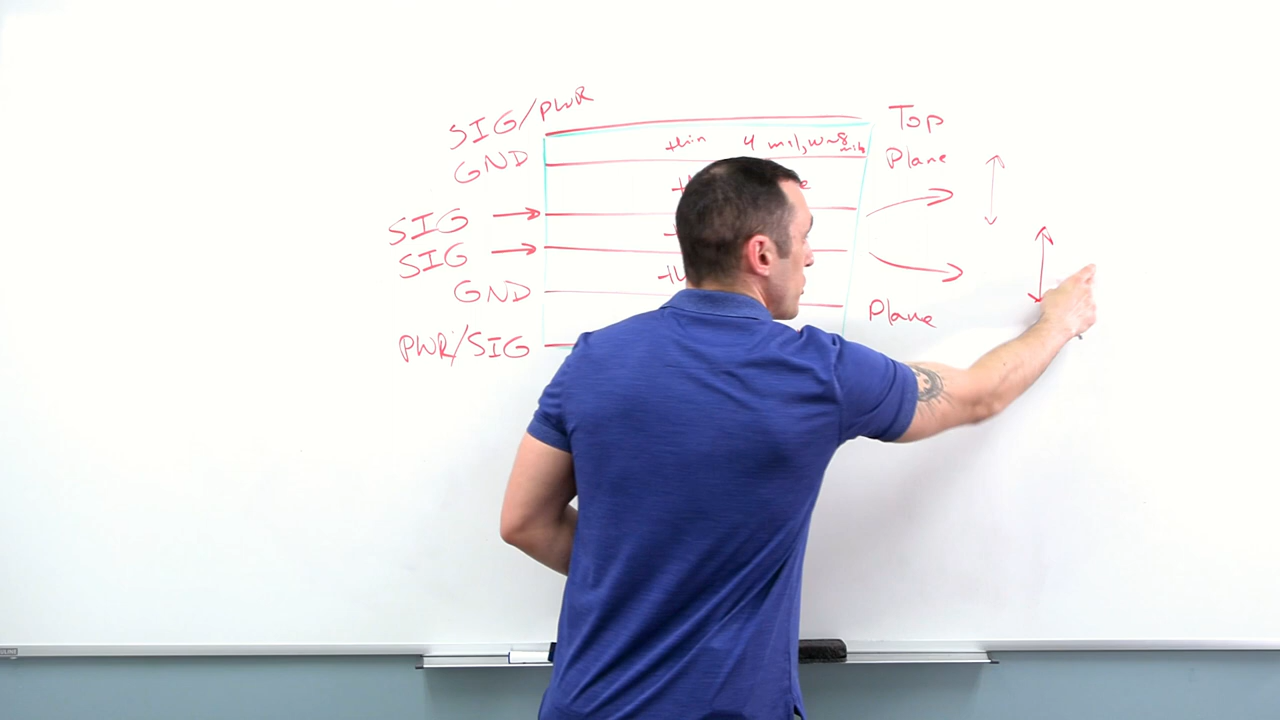 SIG/PWR Top
thin 4 mil, w~8 mils
GND Plane
SIG
SIG
GND
Plane
PWR/SIG